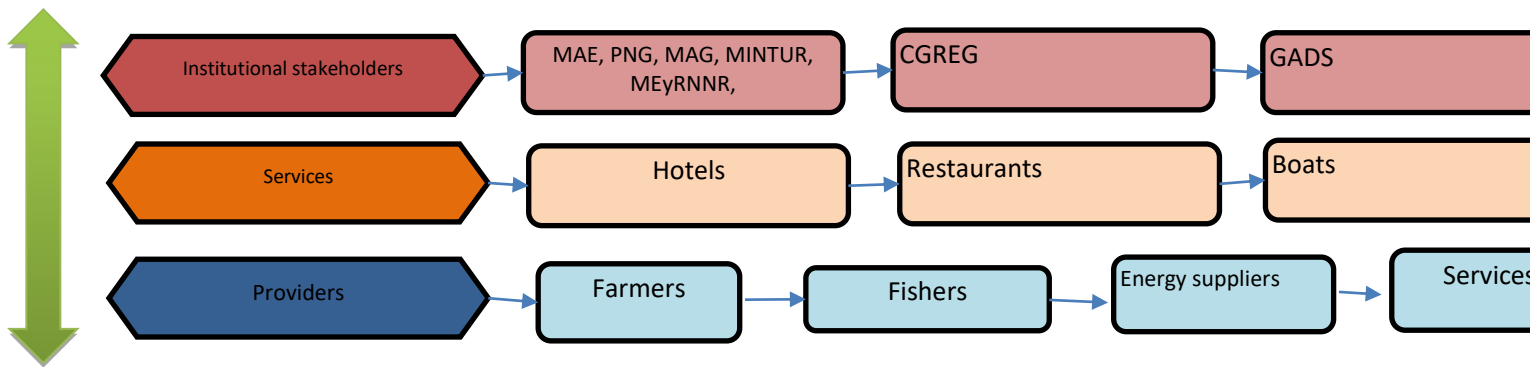 Institutional stakeholders
MAE, PNG, MAG, MINTUR,
MEyRNNR,
CGREG
GADS
Services
Hotels
Restaurants
Boats
Providers
Farmers
Fishers
Energy suppliers
Services